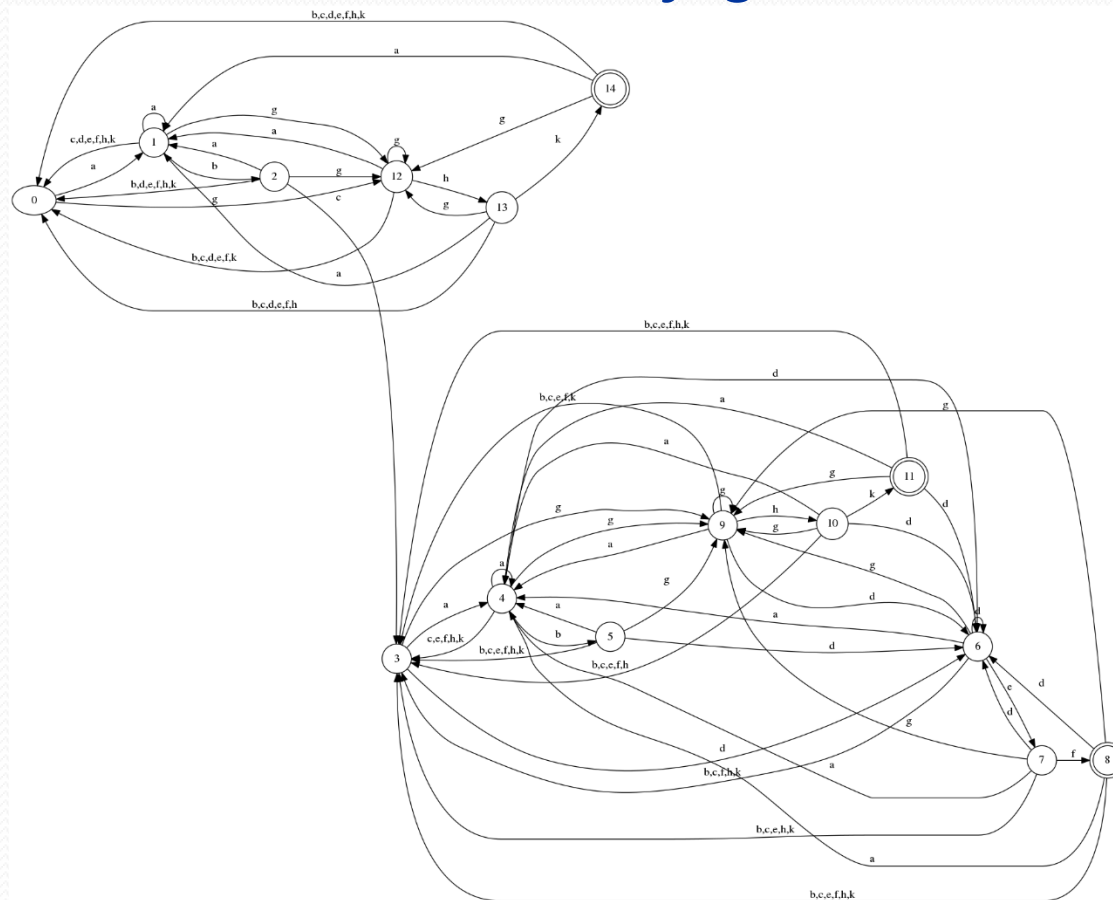 b,c,d,e,f,h,k
a
14
g
a
g
k
c,d,e,f,h,k
1
a
g
a
b
a
2
g
12
h
b,d,e,f,h,k
0
g
c
g
13
b,c,d,e,f,k
a
b,c,d,e,f,h
b,c,e,f,h,k
d
b,c,e,f,k
a
g
a
g
11
k
d
g
g
g
9
h
g
10
d
a
g
a
4
g
d
d
a
c,e,f,h,k
a
b
5
a
d
6
3
b,c,e,f,h,k
b,c,e,f,h
e
d
d
g
d
7
f
8
b,c,f,h,k
a
b,c,e,h,k
a
b,c,e,f,h,k